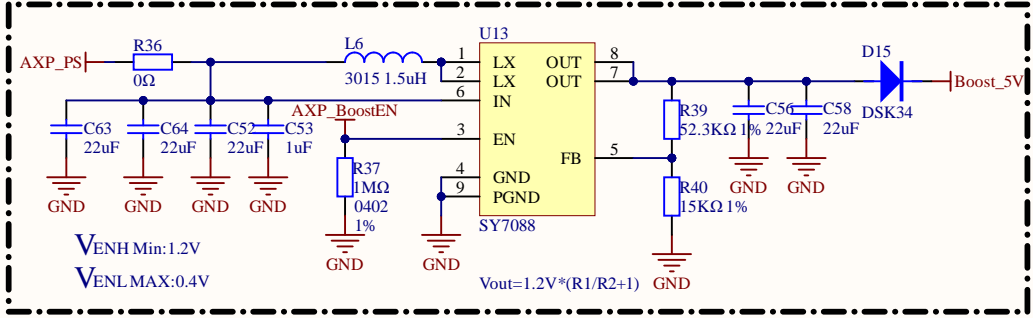 AXP_PS
R36
0Ω
L6
3015 1.5uH
U13
1 LX OUT 8
2 LX OUT 7
6 IN
3 EN
FB 5
4 GND
9 PGND
SY7088
AXP_BoostEN
C63
22uF
C64
22uF
C52
22uF
C53
1uF
GND
GND
GND
GND
R37
1MΩ
0402
1%
GND
GND
R39
52.3KΩ 1%
R40
15KΩ 1%
GND
C56
22uF
C58
22uF
GND
GND
D15
DSK34
Boost_5V
VENH Min:1.2V
VENL MAX:0.4V
Vout=1.2V*(R1/R2+1)